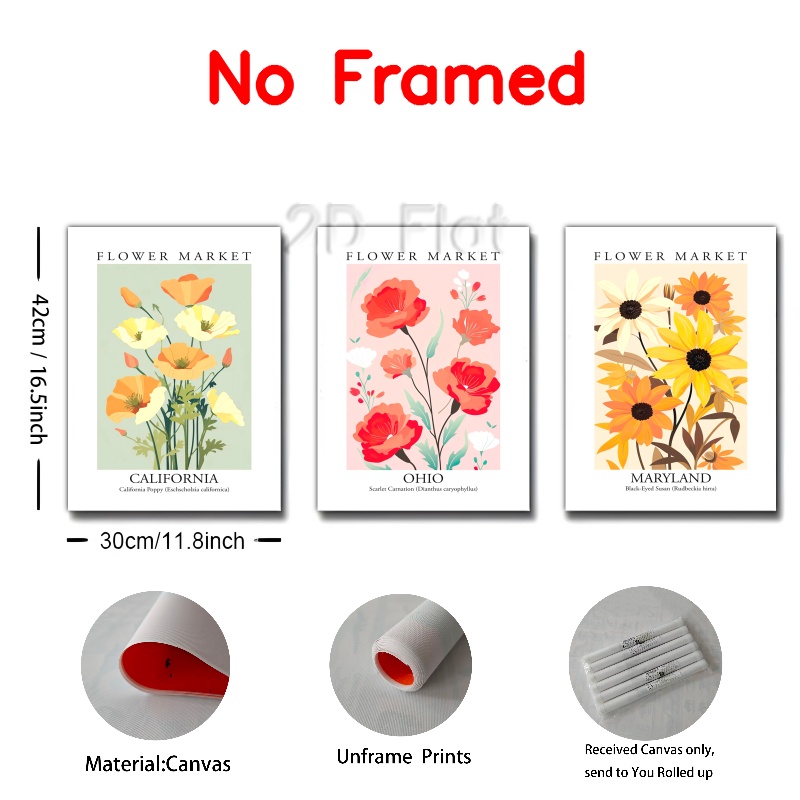 No Framed
2D Flat
FLOWER MARKET
CALIFORNIA
California Poppy (Eschscholzia californica)
FLOWER MARKET
OHIO
Scarlet Carnation (Dianthus caryophyllus)
FLOWER MARKET
MARYLAND
Black-Eyed Susan (Rudbeckia hirta)
42cm / 16.5inch
30cm/11.8inch
Material:Canvas
Unframe Prints
Received Canvas only,
send to You Rolled up